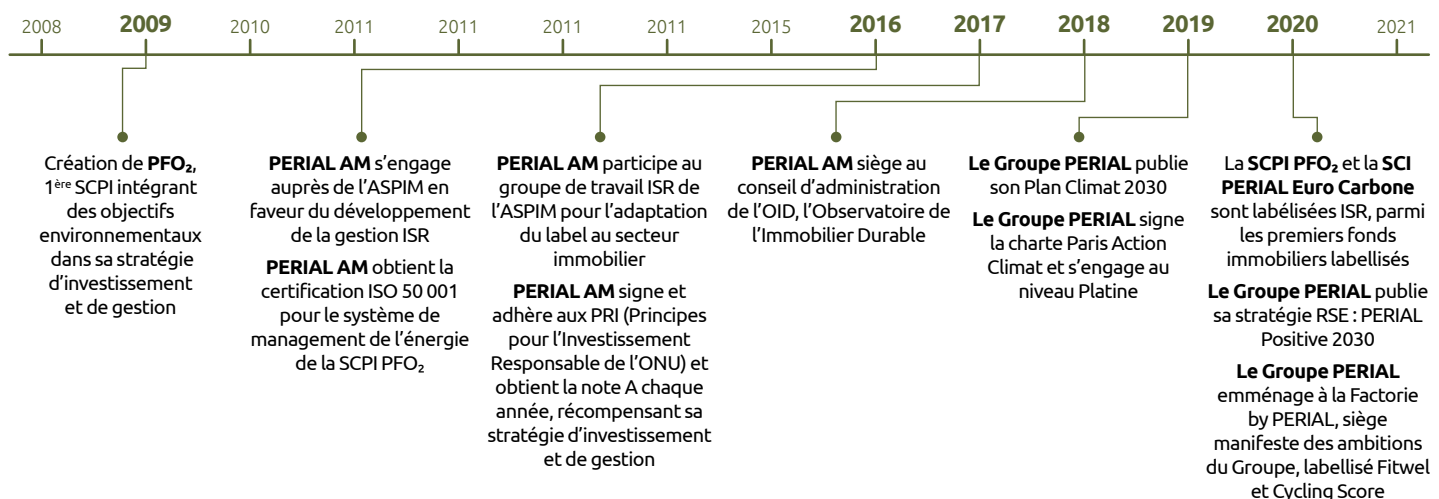 2008 2009 2010 2011 2011 2011 2011 2015 2016 2017 2018 2019 2020 2021
Création de PFO₂,
1ère SCPI intégrant
des objectifs
environnementaux
dans sa stratégie
d’investissement
et de gestion
PERIAL AM s’engage
auprès de l’ASPIM en
faveur du développement
de la gestion ISR
PERIAL AM obtient la
certification ISO 50 001
pour le système de
management de l’énergie
de la SCPI PFO₂
PERIAL AM participe au
groupe de travail ISR de
l’ASPIM pour l’adaptation
du label au secteur
immobilier
PERIAL AM signe et
adhère aux PRI (Principes
pour l’Investissement
Responsable de l’ONU) et
obtient la note A chaque
année, récompensant sa
stratégie d’investissement
et de gestion
PERIAL AM siège au
conseil d’administration
de l’OID, l’Observatoire de
l’Immobilier Durable
Le Groupe PERIAL publie
son Plan Climat 2030
Le Groupe PERIAL signe
la charte Paris Action
Climat et s’engage au
niveau Platine
La SCPI PFO₂ et la SCI
PERIAL Euro Carbone
sont labélisées ISR, parmi
les premiers fonds
immobiliers labellisés
Le Groupe PERIAL publie
sa stratégie RSE : PERIAL
Positive 2030
Le Groupe PERIAL
emménage à la Factorie
by PERIAL, siège
manifeste des ambitions
du Groupe, labellisé Fitwel
et Cycling Score